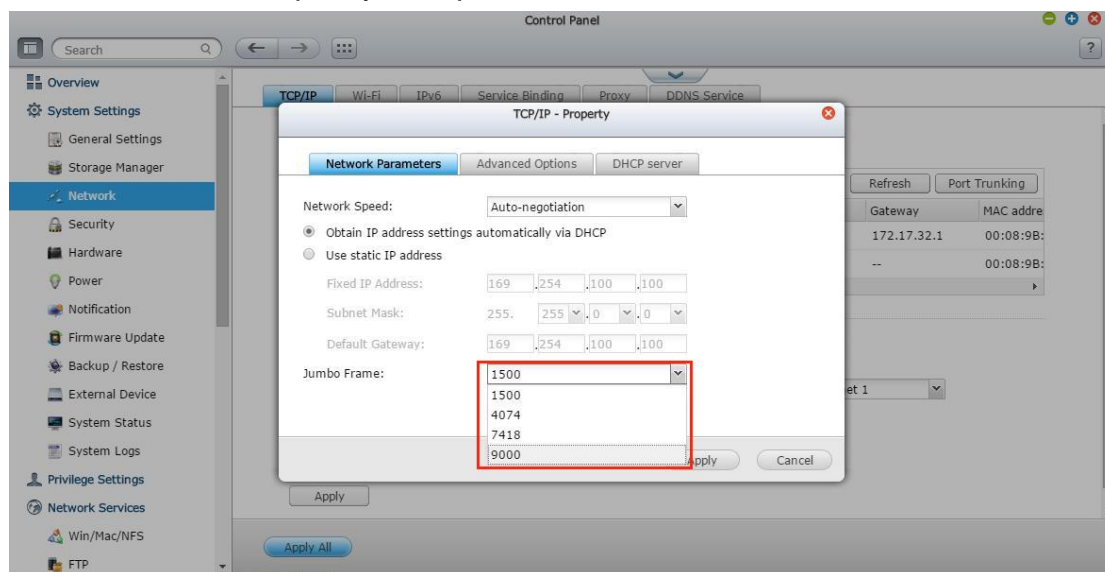 Control Panel
Search
?
Overview
System Settings
General Settings
Storage Manager
Network
Security
Hardware
Power
Notification
Firmware Update
Backup / Restore
External Device
System Status
System Logs
Privilege Settings
Network Services
Win/Mac/NFS
FTP
TCP/IP Wi-Fi IPv6 Service Binding Proxy DDNS Service
TCP/IP - Property
Network Parameters Advanced Options DHCP server
Network Speed: Auto-negotiation
Obtain IP address settings automatically via DHCP
Use static IP address
Fixed IP Address: 169 .254 .100 .100
Subnet Mask: 255. 255 . 0 . 0
Default Gateway: 169 .254 .100 .100
Jumbo Frame: 1500
1500
4074
7418
9000
Apply Cancel
Refresh Port Trunking
Gateway MAC addre
172.17.32.1 00:08:9B:
-- 00:08:9B:
et 1
Apply
Apply All